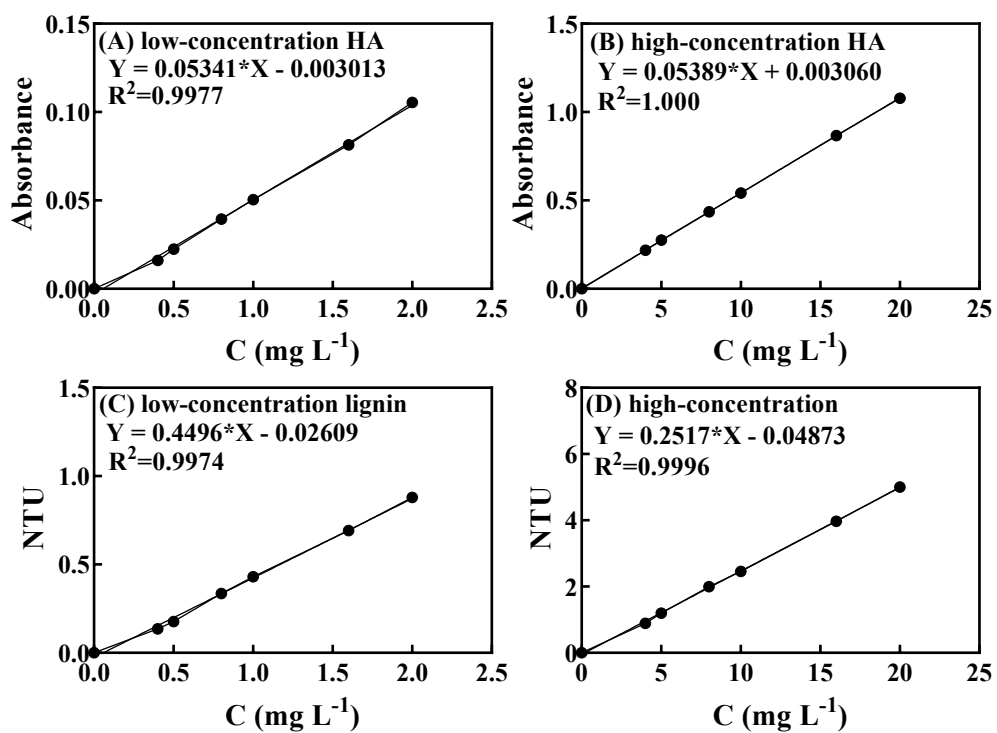 (A) low-concentration HA
Y = 0.05341*X - 0.003013
R²=0.9977
0.15
0.10
0.05
0.00
Absorbance
0.0
0.5
1.0
1.5
2.0
2.5
C (mg L⁻¹)
(B) high-concentration HA
Y = 0.05389*X + 0.003060
R²=1.000
1.5
1.0
0.5
0.0
Absorbance
0
5
10
15
20
25
C (mg L⁻¹)
(C) low-concentration lignin
Y = 0.4496*X - 0.02609
R²=0.9974
1.5
1.0
0.5
0.0
NTU
0.0
0.5
1.0
1.5
2.0
2.5
C (mg L⁻¹)
(D) high-concentration
Y = 0.2517*X - 0.04873
R²=0.9996
8
6
4
2
0
NTU
0
5
10
15
20
25
C (mg L⁻¹)